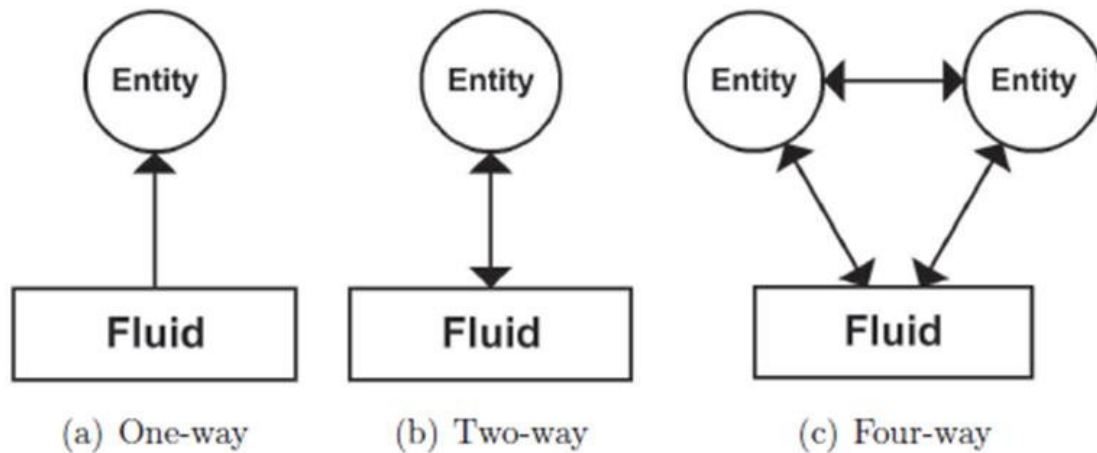 Entity
Entity
Entity
Entity
Fluid
Fluid
Fluid
(a) One-way
(b) Two-way
(c) Four-way